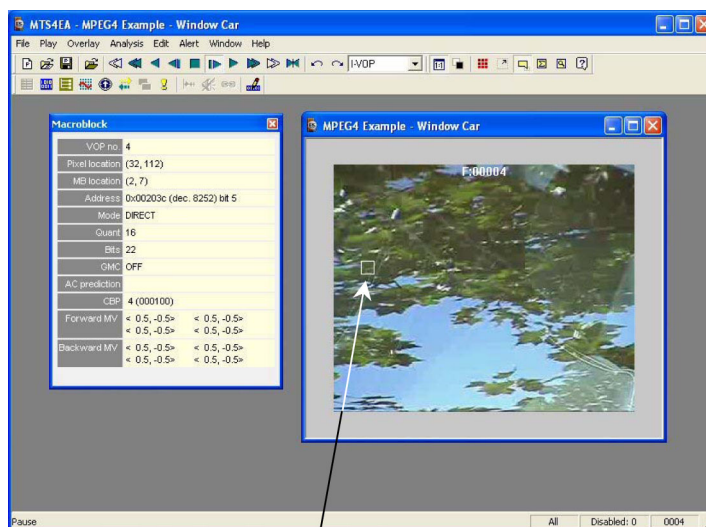 MTS4EA - MPEG4 Example - Window Car
File Play Overlay Analysis Edit Alert Window Help
I-VOP
Macroblock
VOP no. 4
Pixel location (32, 112)
MB location (2, 7)
Address 0x00203c (dec. 8252) bit 5
Mode DIRECT
Quant 16
Bits 22
GMC OFF
AC prediction
CBP 4 (000100)
Forward MV < 0.5, -0.5> < 0.5, -0.5>
< 0.5, -0.5> < 0.5, -0.5>
Backward MV < 0.5, -0.5> < 0.5, -0.5>
< 0.5, -0.5> < 0.5, -0.5>
MPEG4 Example - Window Car
F:00004
Pause All Disabled: 0 0004